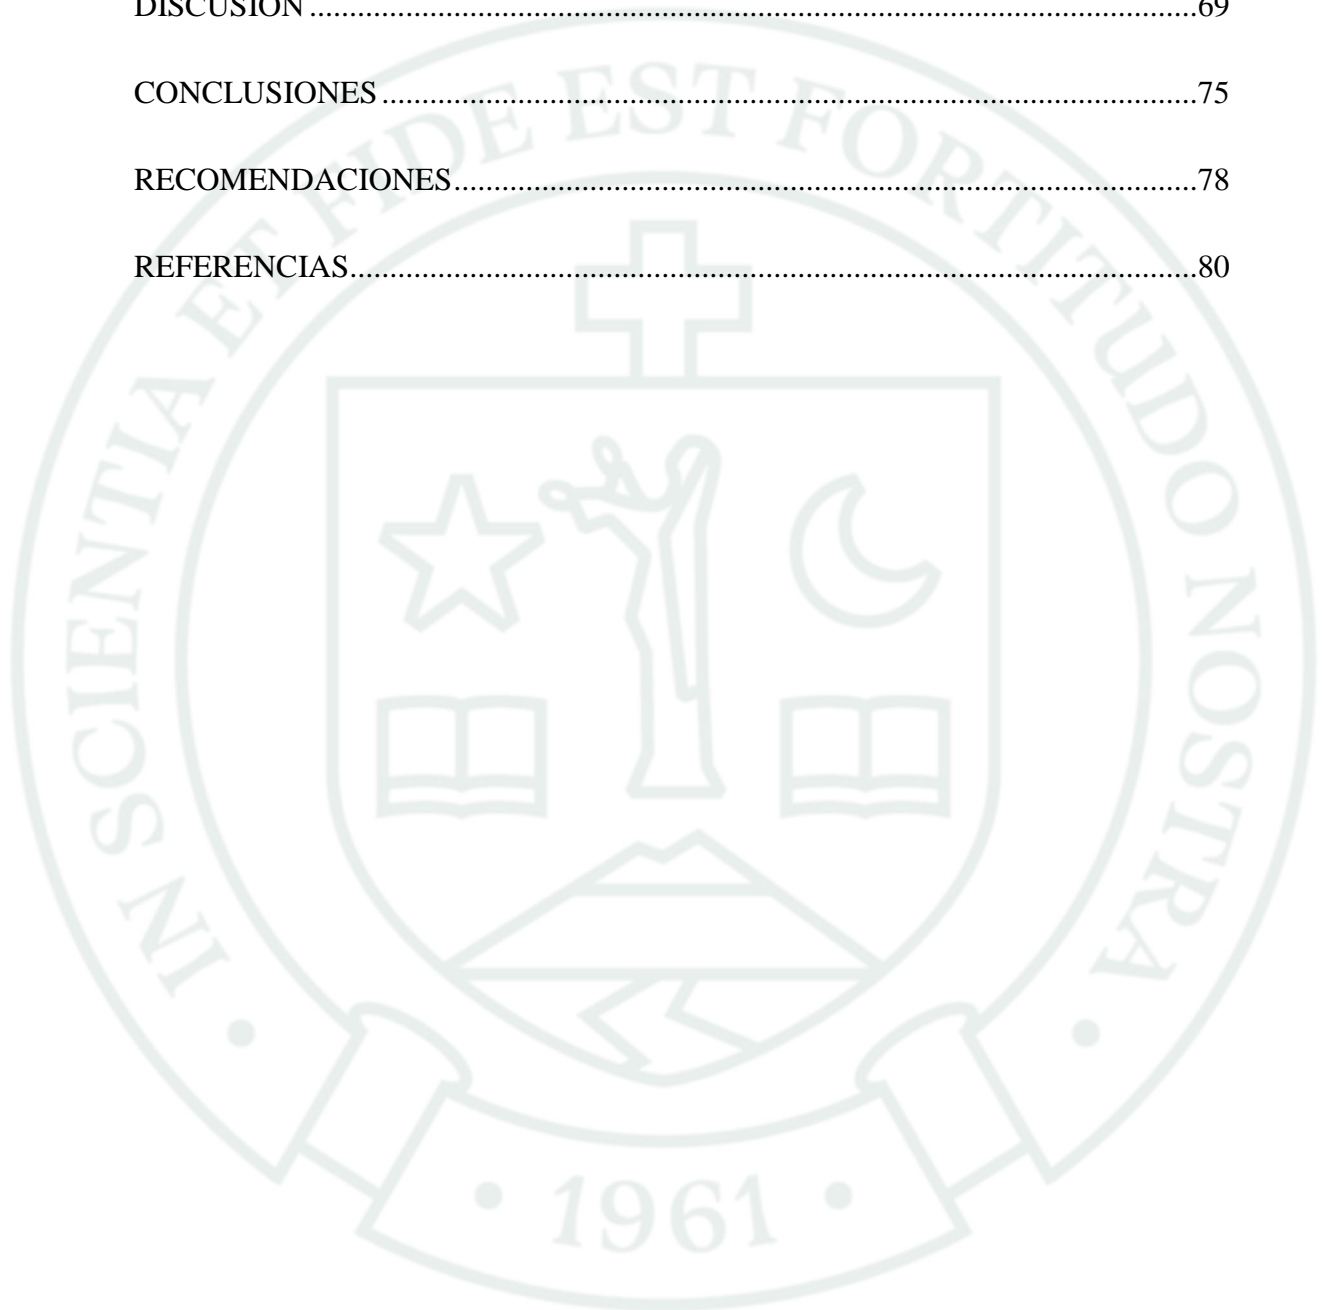 DISCUSIÓN ........................................................................................................69
CONCLUSIONES ........................................................................................................75
RECOMENDACIONES ........................................................................................................78
REFERENCIAS ........................................................................................................80
IN SCIENTIA ET FIDE EST FORTITUDO NOSTRA
• 1961 •